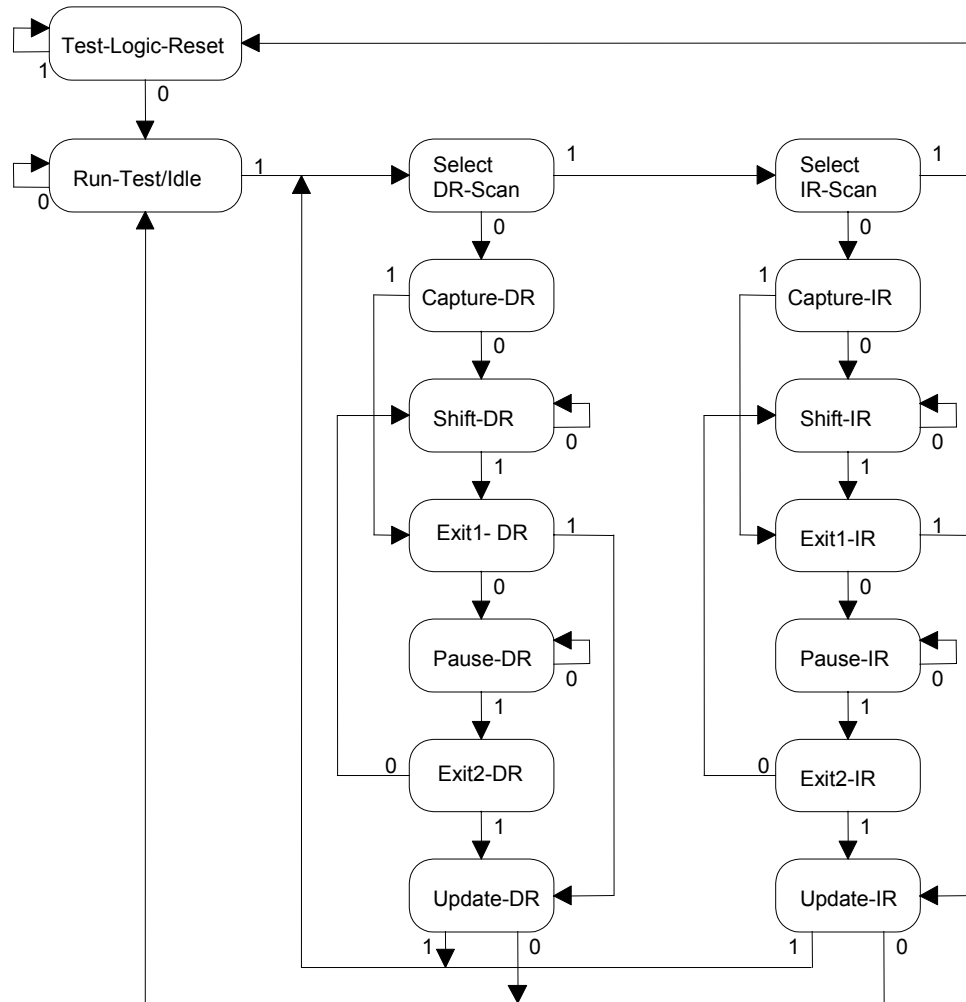 Test-Logic-Reset
1
0
Run-Test/Idle
0
1
Select
DR-Scan
1
0
Select
IR-Scan
1
0
1
Capture-DR
0
1
Capture-IR
0
Shift-DR
0
1
Shift-IR
0
1
Exit1- DR
1
0
Exit1-IR
1
0
Pause-DR
0
1
Pause-IR
0
1
0
Exit2-DR
1
0
Exit2-IR
1
Update-DR
1
0
Update-IR
1
0